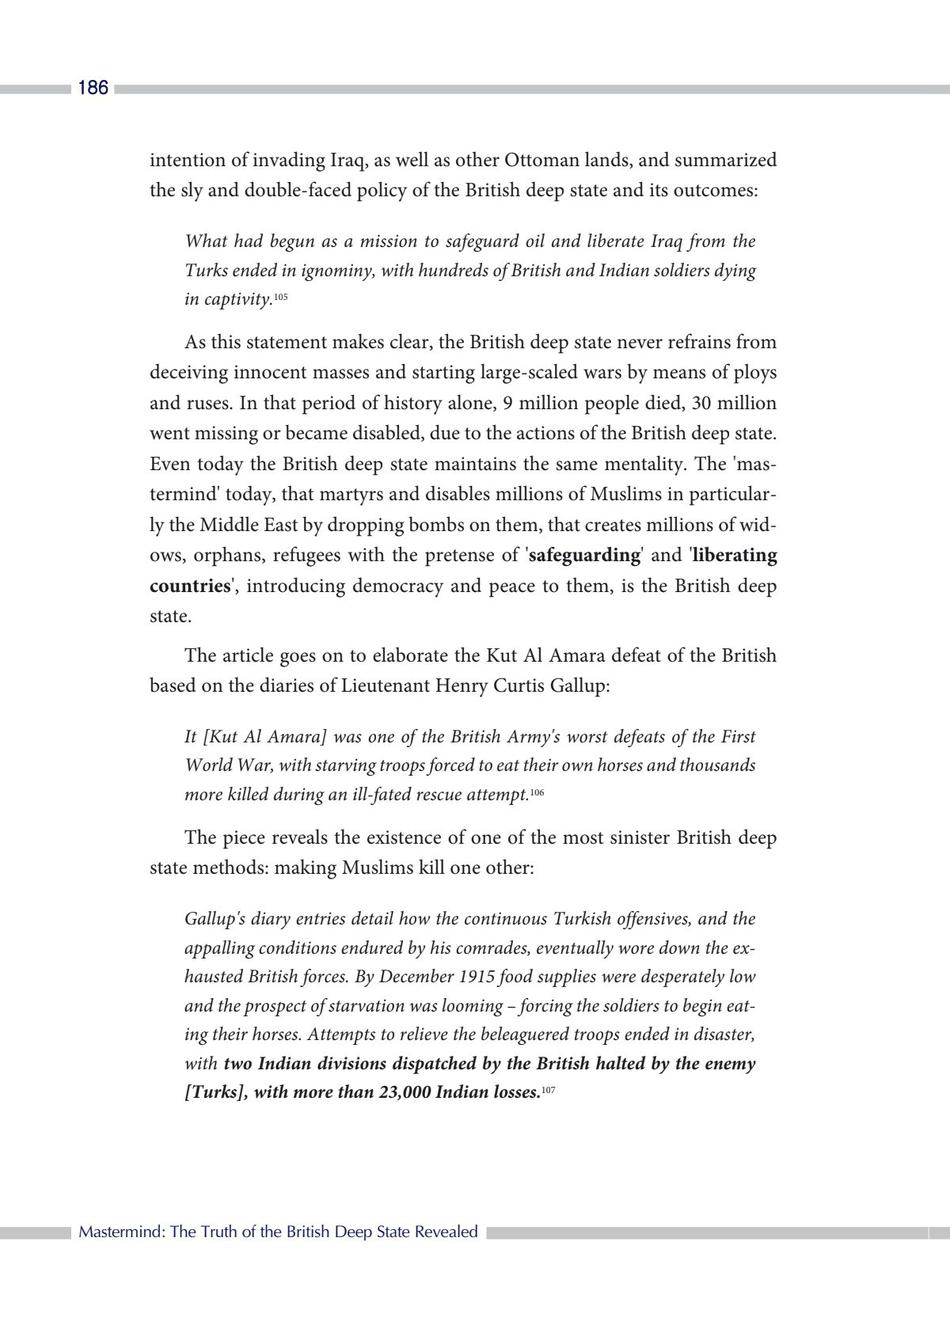 186
intention of invading Iraq, as well as other Ottoman lands, and summarized
the sly and double-faced policy of the British deep state and its outcomes:
What had begun as a mission to safeguard oil and liberate Iraq from the
Turks ended in ignominy, with hundreds of British and Indian soldiers dying
in captivity.105
As this statement makes clear, the British deep state never refrains from
deceiving innocent masses and starting large-scaled wars by means of ploys
and ruses. In that period of history alone, 9 million people died, 30 million
went missing or became disabled, due to the actions of the British deep state.
Even today the British deep state maintains the same mentality. The 'mas-
termind' today, that martyrs and disables millions of Muslims in particular-
ly the Middle East by dropping bombs on them, that creates millions of wid-
ows, orphans, refugees with the pretense of 'safeguarding' and 'liberating
countries', introducing democracy and peace to them, is the British deep
state.
The article goes on to elaborate the Kut Al Amara defeat of the British
based on the diaries of Lieutenant Henry Curtis Gallup:
It [Kut Al Amara] was one of the British Army's worst defeats of the First
World War, with starving troops forced to eat their own horses and thousands
more killed during an ill-fated rescue attempt.106
The piece reveals the existence of one of the most sinister British deep
state methods: making Muslims kill one other:
Gallup's diary entries detail how the continuous Turkish offensives, and the
appalling conditions endured by his comrades, eventually wore down the ex-
hausted British forces. By December 1915 food supplies were desperately low
and the prospect of starvation was looming – forcing the soldiers to begin eat-
ing their horses. Attempts to relieve the beleaguered troops ended in disaster,
with two Indian divisions dispatched by the British halted by the enemy
[Turks], with more than 23,000 Indian losses.107
Mastermind: The Truth of the British Deep State Revealed